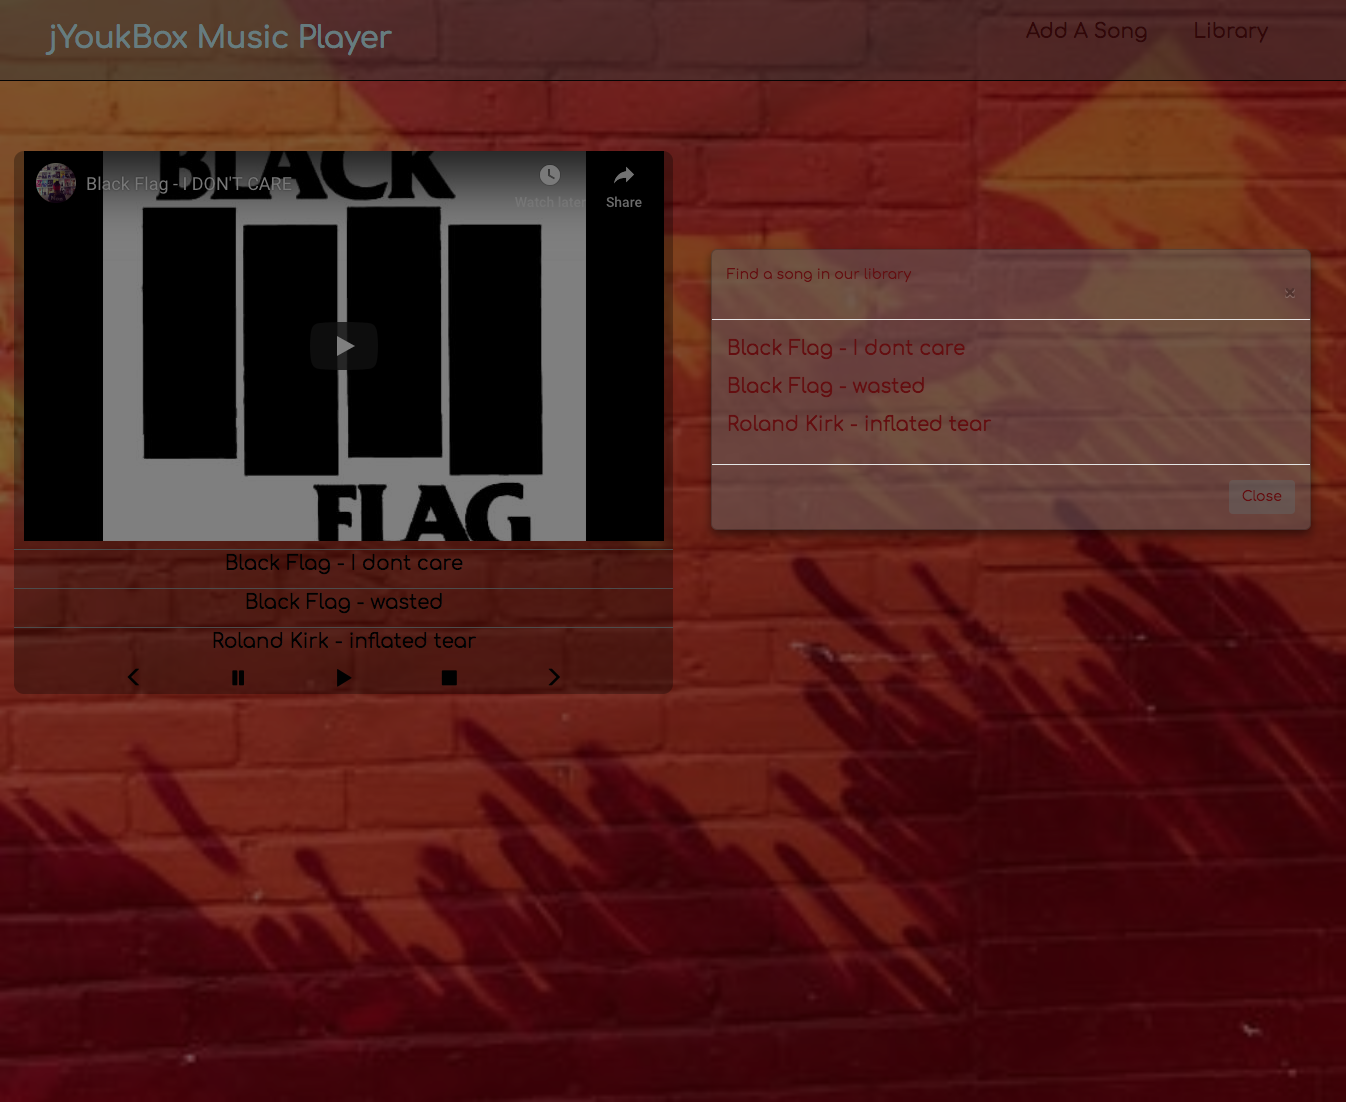 jYoukBox Music Player
Add A Song
Library
BLACK
Black Flag - I DON'T CARE
Watch later
Share
FLAG
Black Flag - I dont care
Black Flag - wasted
Roland Kirk - inflated tear
Find a song in our library
×
Black Flag - I dont care
Black Flag - wasted
Roland Kirk - inflated tear
Close